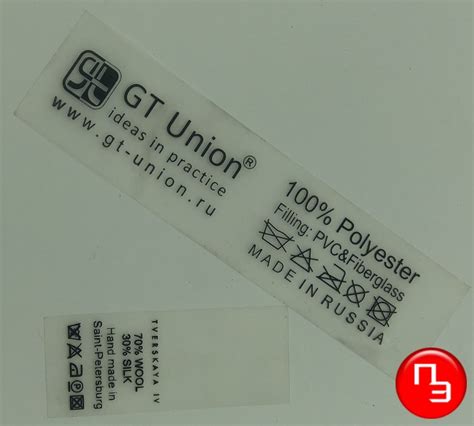 GT Union®
ideas in practice
www.gt-union.ru
100% Polyester
Filling: PVC&Fiberglass
MADE IN RUSSIA
TVERSKAYA IV
70% WOOL
30% SILK
Hand made in
Saint-Petersburg
ПЭ